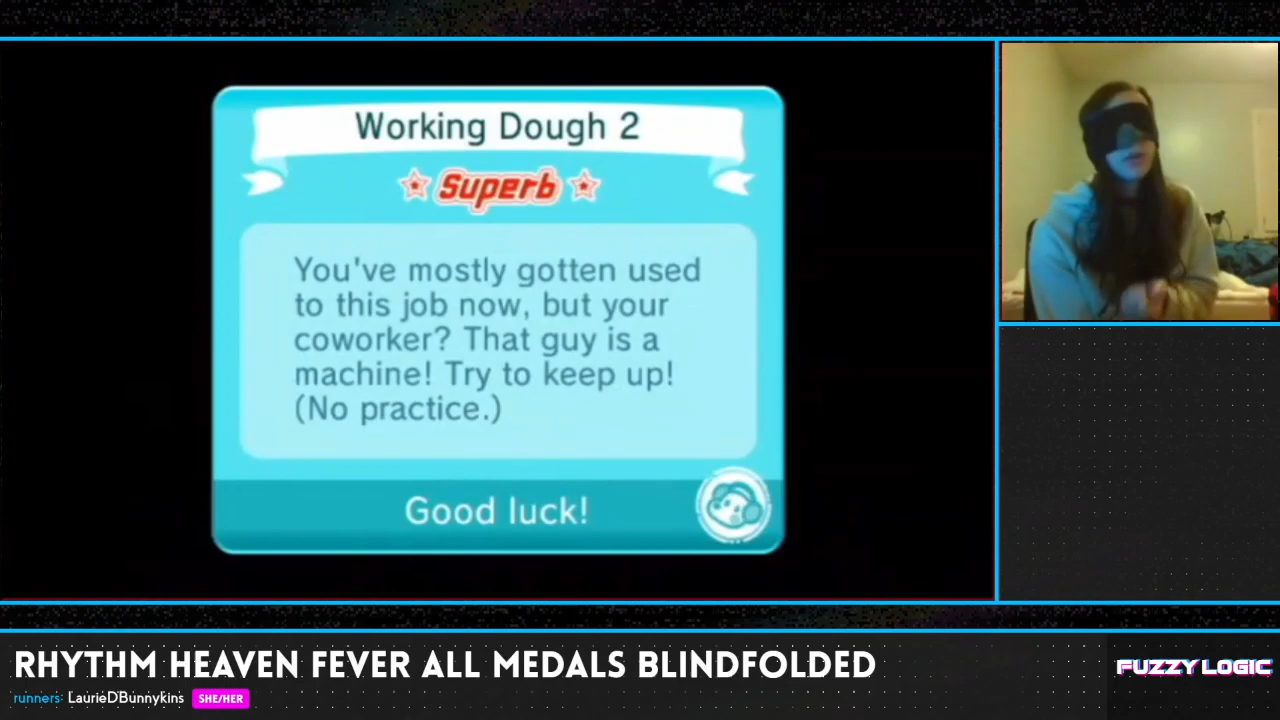 Working Dough 2
Superb
You've mostly gotten used
to this job now, but your
coworker? That guy is a
machine! Try to keep up!
(No practice.)
Good luck!
RHYTHM HEAVEN FEVER ALL MEDALS BLINDFOLDED
runners: LaurieDBunnykins SHE/HER
FUZZY LOGIC